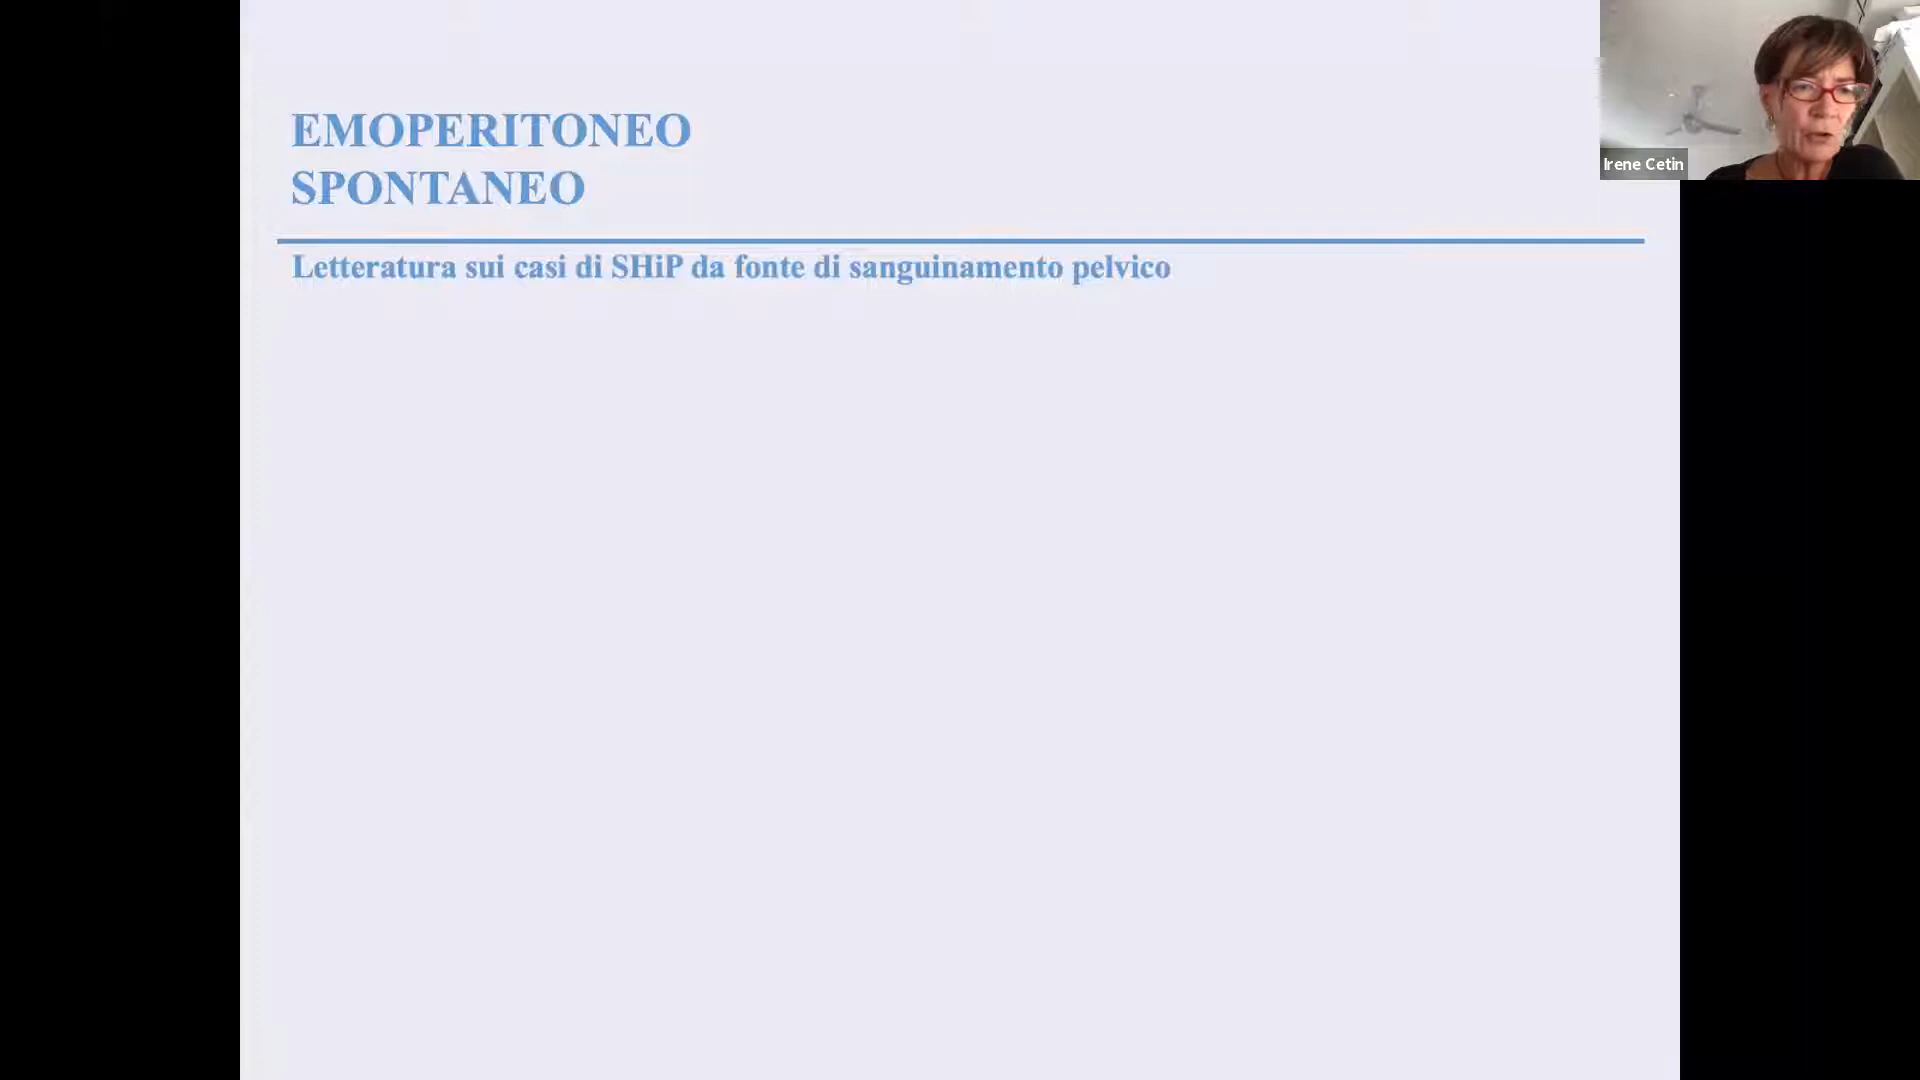 EMOPERITONEO
SPONTANEO
Letteratura sui casi di SHiP da fonte di sanguinamento pelvico
Irene Cetin